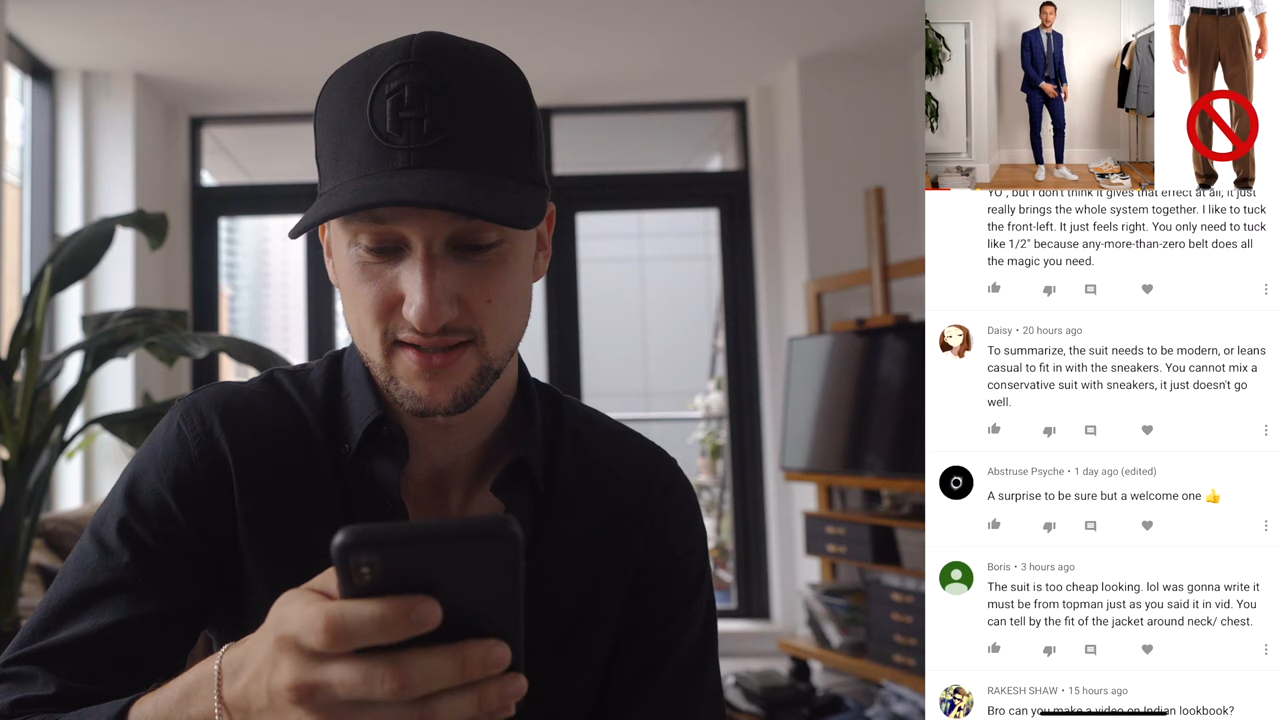 YO", but I don't think it gives that effect at all, it just
really brings the whole system together. I like to tuck
the front-left. It just feels right. You only need to tuck
like 1/2" because any-more-than-zero belt does all
the magic you need.
Daisy • 20 hours ago
To summarize, the suit needs to be modern, or leans
casual to fit in with the sneakers. You cannot mix a
conservative suit with sneakers, it just doesn't go
well.
Abstruse Psyche • 1 day ago (edited)
A surprise to be sure but a welcome one 👍
Boris • 3 hours ago
The suit is too cheap looking. lol was gonna write it
must be from topman just as you said it in vid. You
can tell by the fit of the jacket around neck/ chest.
RAKESH SHAW • 15 hours ago
Bro can you make a video on Indian lookbook?